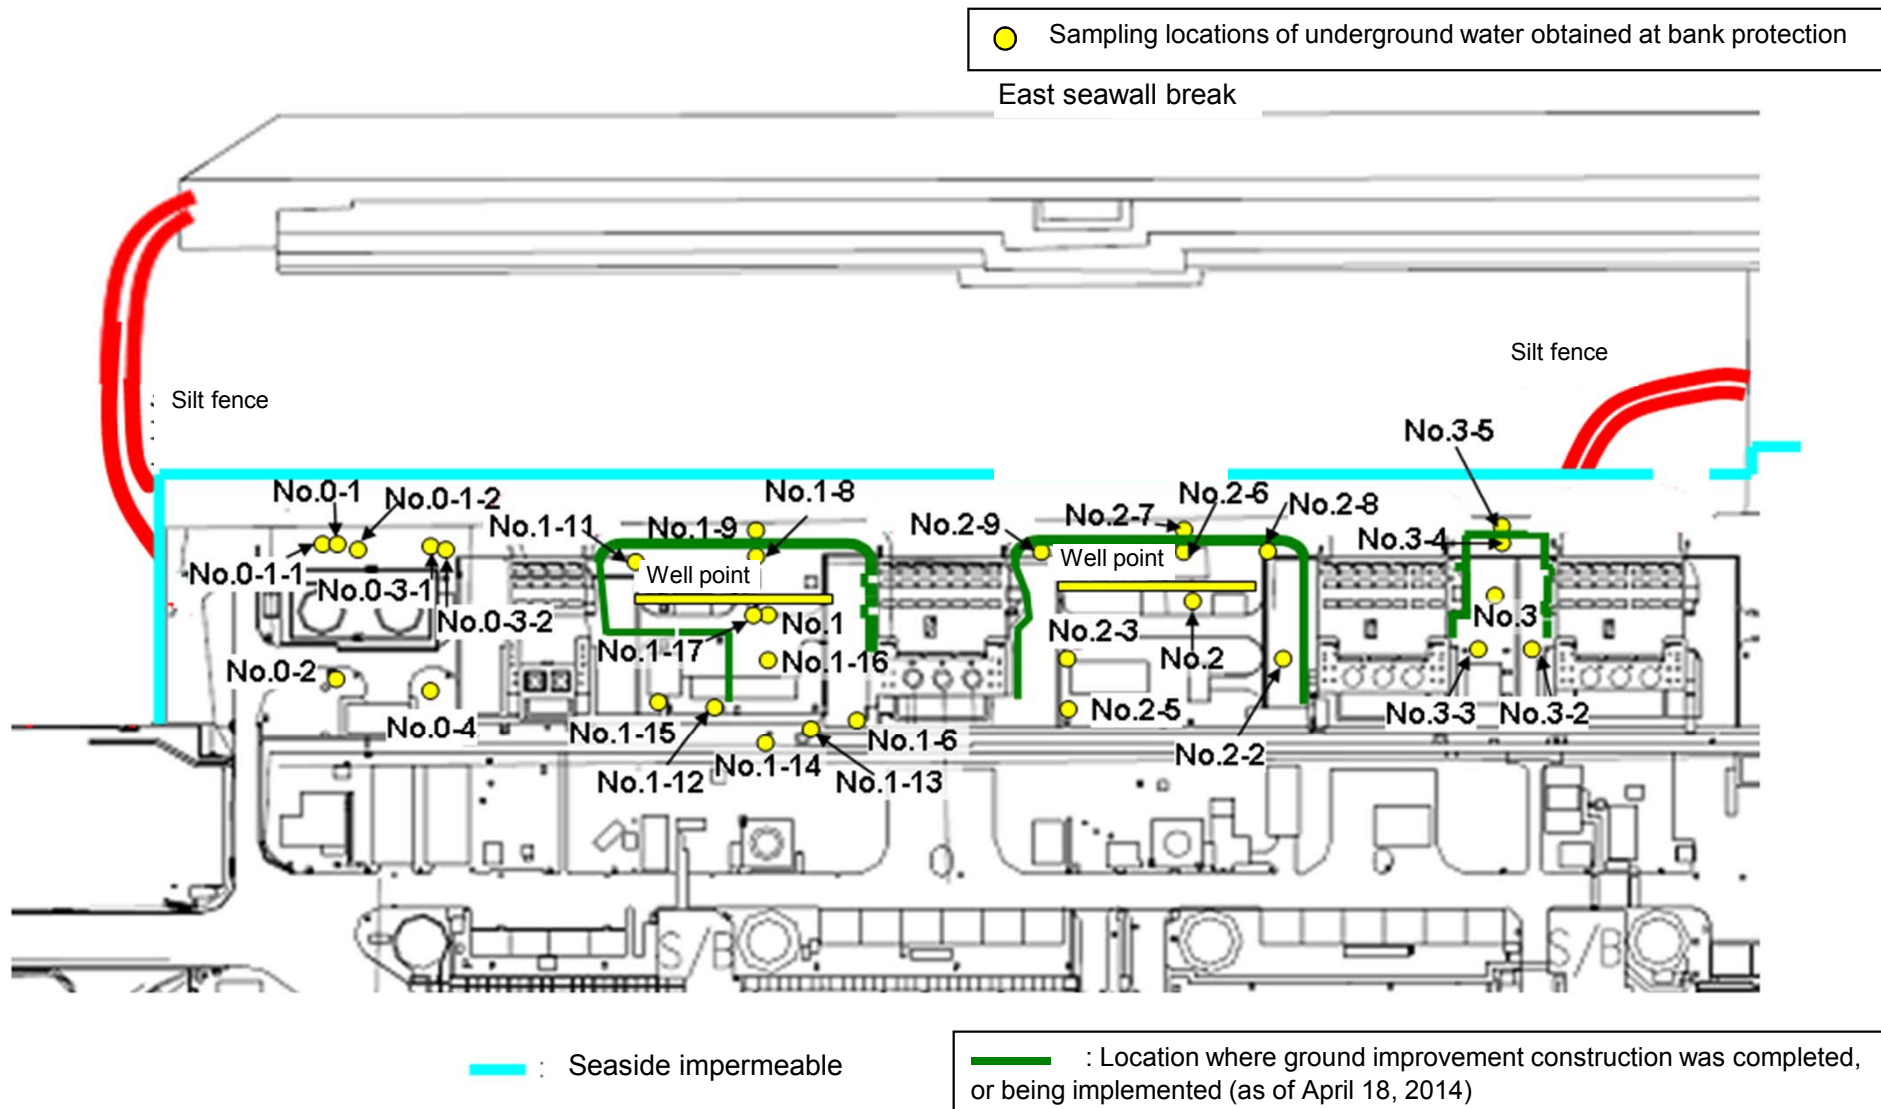 Sampling locations of underground water obtained at bank protection
East seawall break
Silt fence
Silt fence
No.3-5
No.0-1
No.0-1-2
No.1-8
No.2-6
No.2-8
No.1-11
No.1-9
No.2-9
No.2-7
No.3-4
Well point
Well point
No.0-1-1
No.0-3-1
No.0-3-2
No.1
No.3
No.2-3
No.1-17
No.1-16
No.2
No.0-2
No.2-5
No.3-3
No.3-2
No.0-4
No.1-15
No.1-6
No.2-2
No.1-14
No.1-12
No.1-13
S/B
S/B
: Seaside impermeable
: Location where ground improvement construction was completed,
or being implemented (as of April 18, 2014)